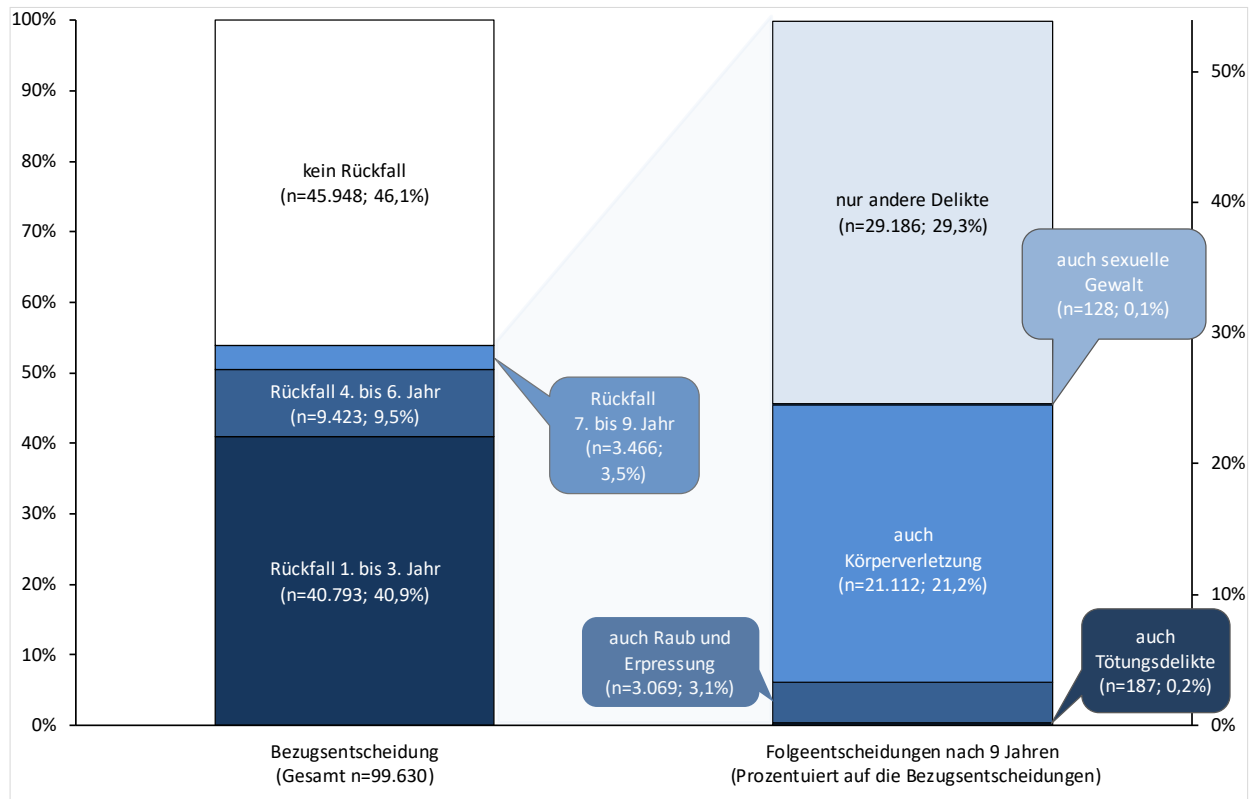 100%
90%
80%
70%
60%
50%
40%
30%
20%
10%
0%
kein Rückfall
(n=45.948; 46,1%)
Rückfall 4. bis 6. Jahr
(n=9.423; 9,5%)
Rückfall 1. bis 3. Jahr
(n=40.793; 40,9%)
Rückfall
7. bis 9. Jahr
(n=3.466;
3,5%)
Bezugsentscheidung
(Gesamt n=99.630)
nur andere Delikte
(n=29.186; 29,3%)
auch sexuelle
Gewalt
(n=128; 0,1%)
auch
Körperverletzung
(n=21.112; 21,2%)
auch Raub und
Erpressung
(n=3.069; 3,1%)
auch
Tötungsdelikte
(n=187; 0,2%)
Folgeentscheidungen nach 9 Jahren
(Prozentuiert auf die Bezugsentscheidungen)
50%
40%
30%
20%
10%
0%